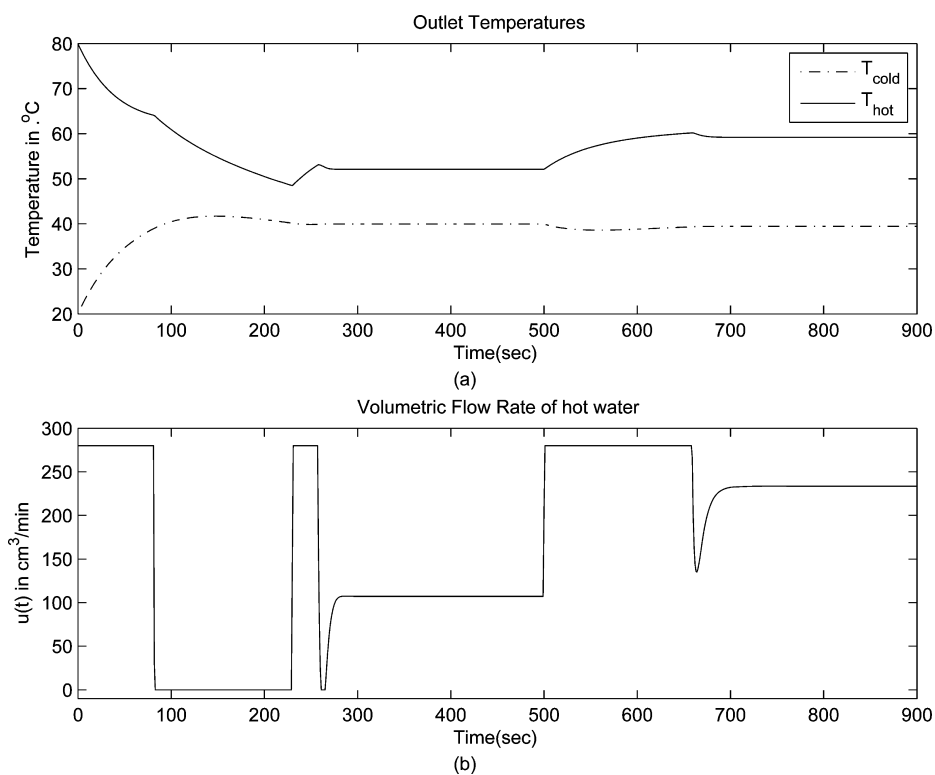 Outlet Temperatures
80
70
60
50
40
30
20
Temperature in .°C
T_cold
T_hot
0 100 200 300 400 500 600 700 800 900
Time(sec)
(a)
Volumetric Flow Rate of hot water
300
250
200
150
100
50
0
u(t) in cm³/min
0 100 200 300 400 500 600 700 800 900
Time(sec)
(b)